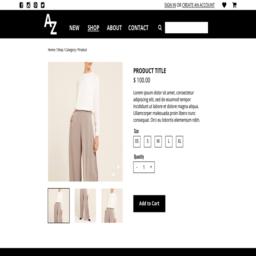 SIGN IN OR CREATE AN ACCOUNT
AZ
NEW SHOP ABOUT CONTACT
Home / Shop / Category / Product
PRODUCT TITLE
$ 100.00
Lorem ipsum dolor sit amet, consectetur
adipiscing elit, sed do eiusmod tempor
incididunt ut labore et dolore magna aliqua.
Ullamcorper malesuada proin libero nunc
consequat. Orci eu lobortis elementum nibh.
Size
XS S M L XL
Quantity
- 1 +
Add to Cart